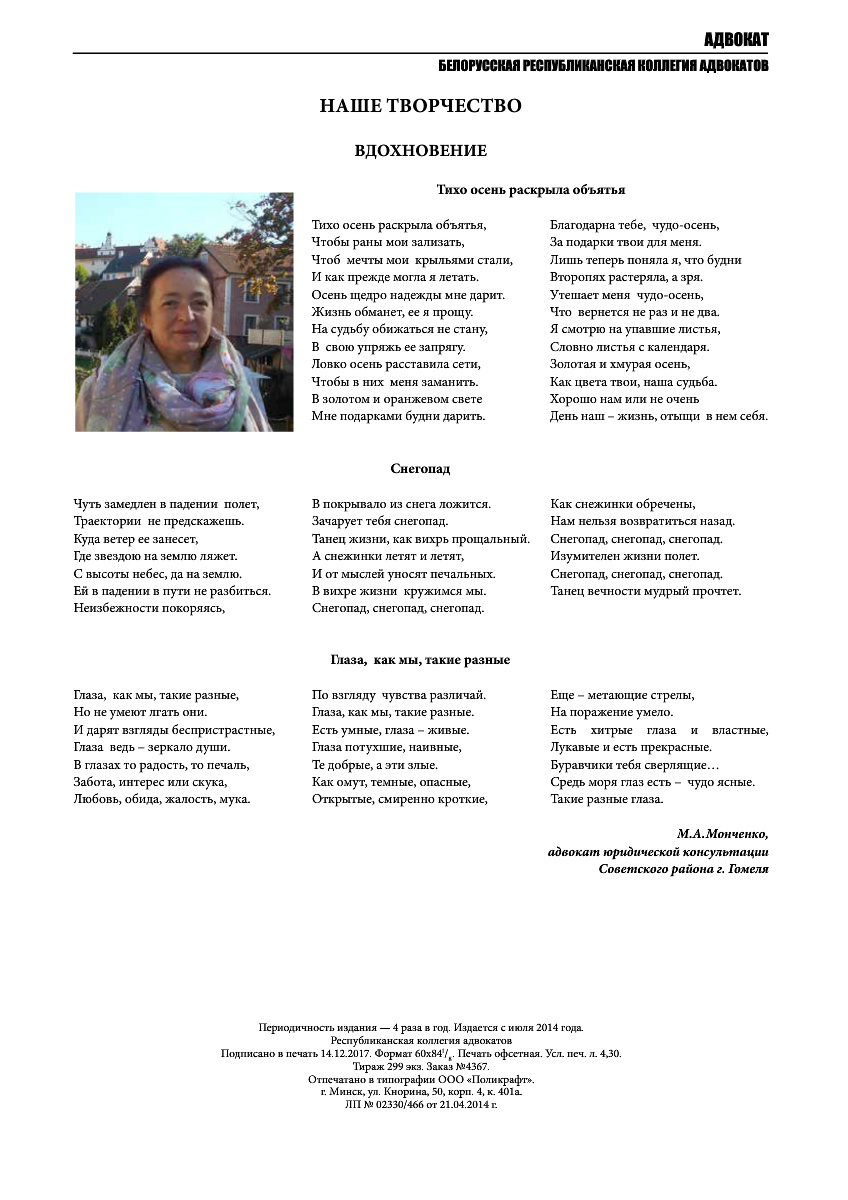 АДВОКАТ
БЕЛОРУССКАЯ РЕСПУБЛИКАНСКАЯ КОЛЛЕГИЯ АДВОКАТОВ
НАШЕ ТВОРЧЕСТВО
ВДОХНОВЕНИЕ
Тихо осень раскрыла объятья
Тихо осень раскрыла объятья,
Чтобы раны мои зализать,
Чтоб мечты мои крыльями стали,
И как прежде могла я летать.
Осень щедро надежды мне дарит.
Жизнь обманет, ее я прощу.
На судьбу обижаться не стану,
В свою упряжь ее запрягу.
Ловко осень расставила сети,
Чтобы в них меня заманить.
В золотом и оранжевом свете
Мне подарками будни дарить.
Благодарна тебе, чудо-осень,
За подарки твои для меня.
Лишь теперь поняла я, что будни
Второпях растеряла, а зря.
Утешает меня чудо-осень,
Что вернется не раз и не два.
Я смотрю на упавшие листья,
Словно листья с календаря.
Золотая и хмурая осень,
Как цвета твои, наша судьба.
Хорошо нам или не очень
День наш – жизнь, отыщи в нем себя.
Снегопад
Чуть замедлен в падении полет,
Траектории не предскажешь.
Куда ветер ее занесет,
Где звездою на землю ляжет.
С высоты небес, да на землю.
Ей в падении в пути не разбиться.
Неизбежности покоряясь,
В покрывало из снега ложится.
Зачарует тебя снегопад.
Танец жизни, как вихрь прощальный.
А снежинки летят и летят,
И от мыслей уносят печальных.
В вихре жизни кружимся мы.
Снегопад, снегопад, снегопад.
Как снежинки обречены,
Нам нельзя возвратиться назад.
Снегопад, снегопад, снегопад.
Изумителен жизни полет.
Снегопад, снегопад, снегопад.
Танец вечности мудрый прочтет.
Глаза, как мы, такие разные
Глаза, как мы, такие разные,
Но не умеют лгать они.
И дарят взгляды беспристрастные,
Глаза ведь – зеркало души.
В глазах то радость, то печаль,
Забота, интерес или скука,
Любовь, обида, жалость, мука.
По взгляду чувства различай.
Глаза, как мы, такие разные.
Есть умные, глаза – живые.
Глаза потухшие, наивные,
Те добрые, а эти злые.
Как омут, темные, опасные,
Открытые, смиренно кроткие,
Еще – метающие стрелы,
На поражение умело.
Есть хитрые глаза и властные,
Лукавые и есть прекрасные.
Буравчики тебя сверлящие…
Средь моря глаз есть – чудо ясные.
Такие разные глаза.
М.А.Монченко,
адвокат юридической консультации
Советского района г. Гомеля
Периодичность издания — 4 раза в год. Издается с июля 2014 года.
Республиканская коллегия адвокатов
Подписано в печать 14.12.2017. Формат 60х84¹/₈. Печать офсетная. Усл. печ. л. 4,30.
Тираж 299 экз. Заказ №4367.
Отпечатано в типографии ООО «Поликрафт».
г. Минск, ул. Кнорина, 50, корп. 4, к. 401а.
ЛП № 02330/466 от 21.04.2014 г.